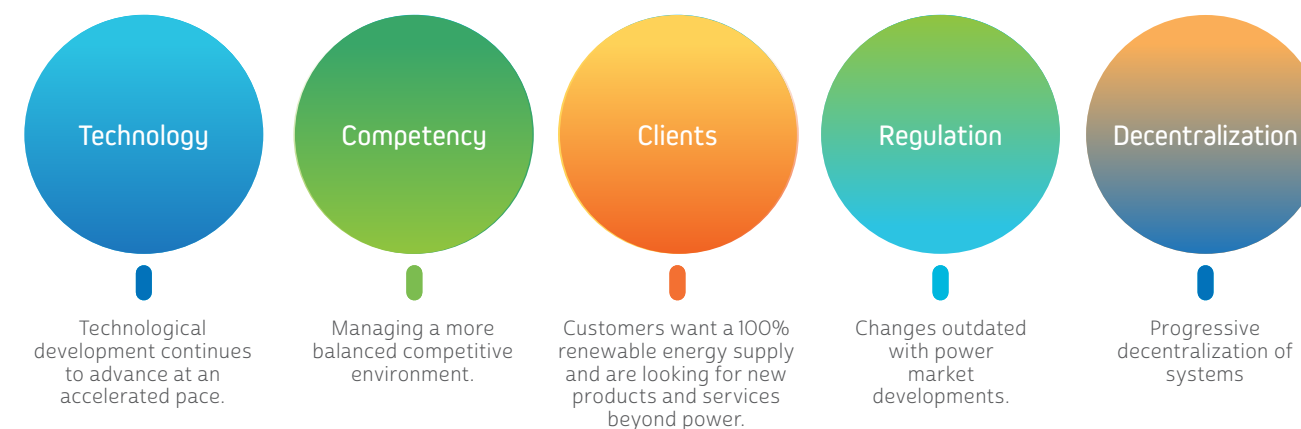 Technology
Competency
Clients
Regulation
Decentralization
Technological
development continues
to advance at an
accelerated pace.
Managing a more
balanced competitive
environment.
Customers want a 100%
renewable energy supply
and are looking for new
products and services
beyond power.
Changes outdated
with power
market
developments.
Progressive
decentralization of
systems